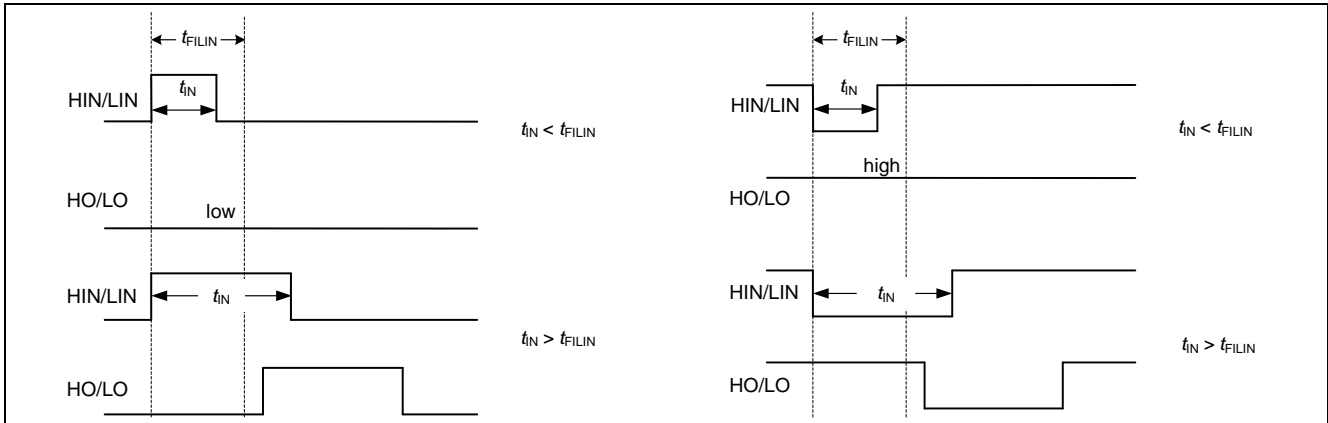 tFILIN
HIN/LIN
tIN
tIN < tFILIN
HO/LO
low
HIN/LIN
tIN
tIN > tFILIN
HO/LO
tFILIN
HIN/LIN
tIN
tIN < tFILIN
high
HO/LO
HIN/LIN
tIN
tIN > tFILIN
HO/LO